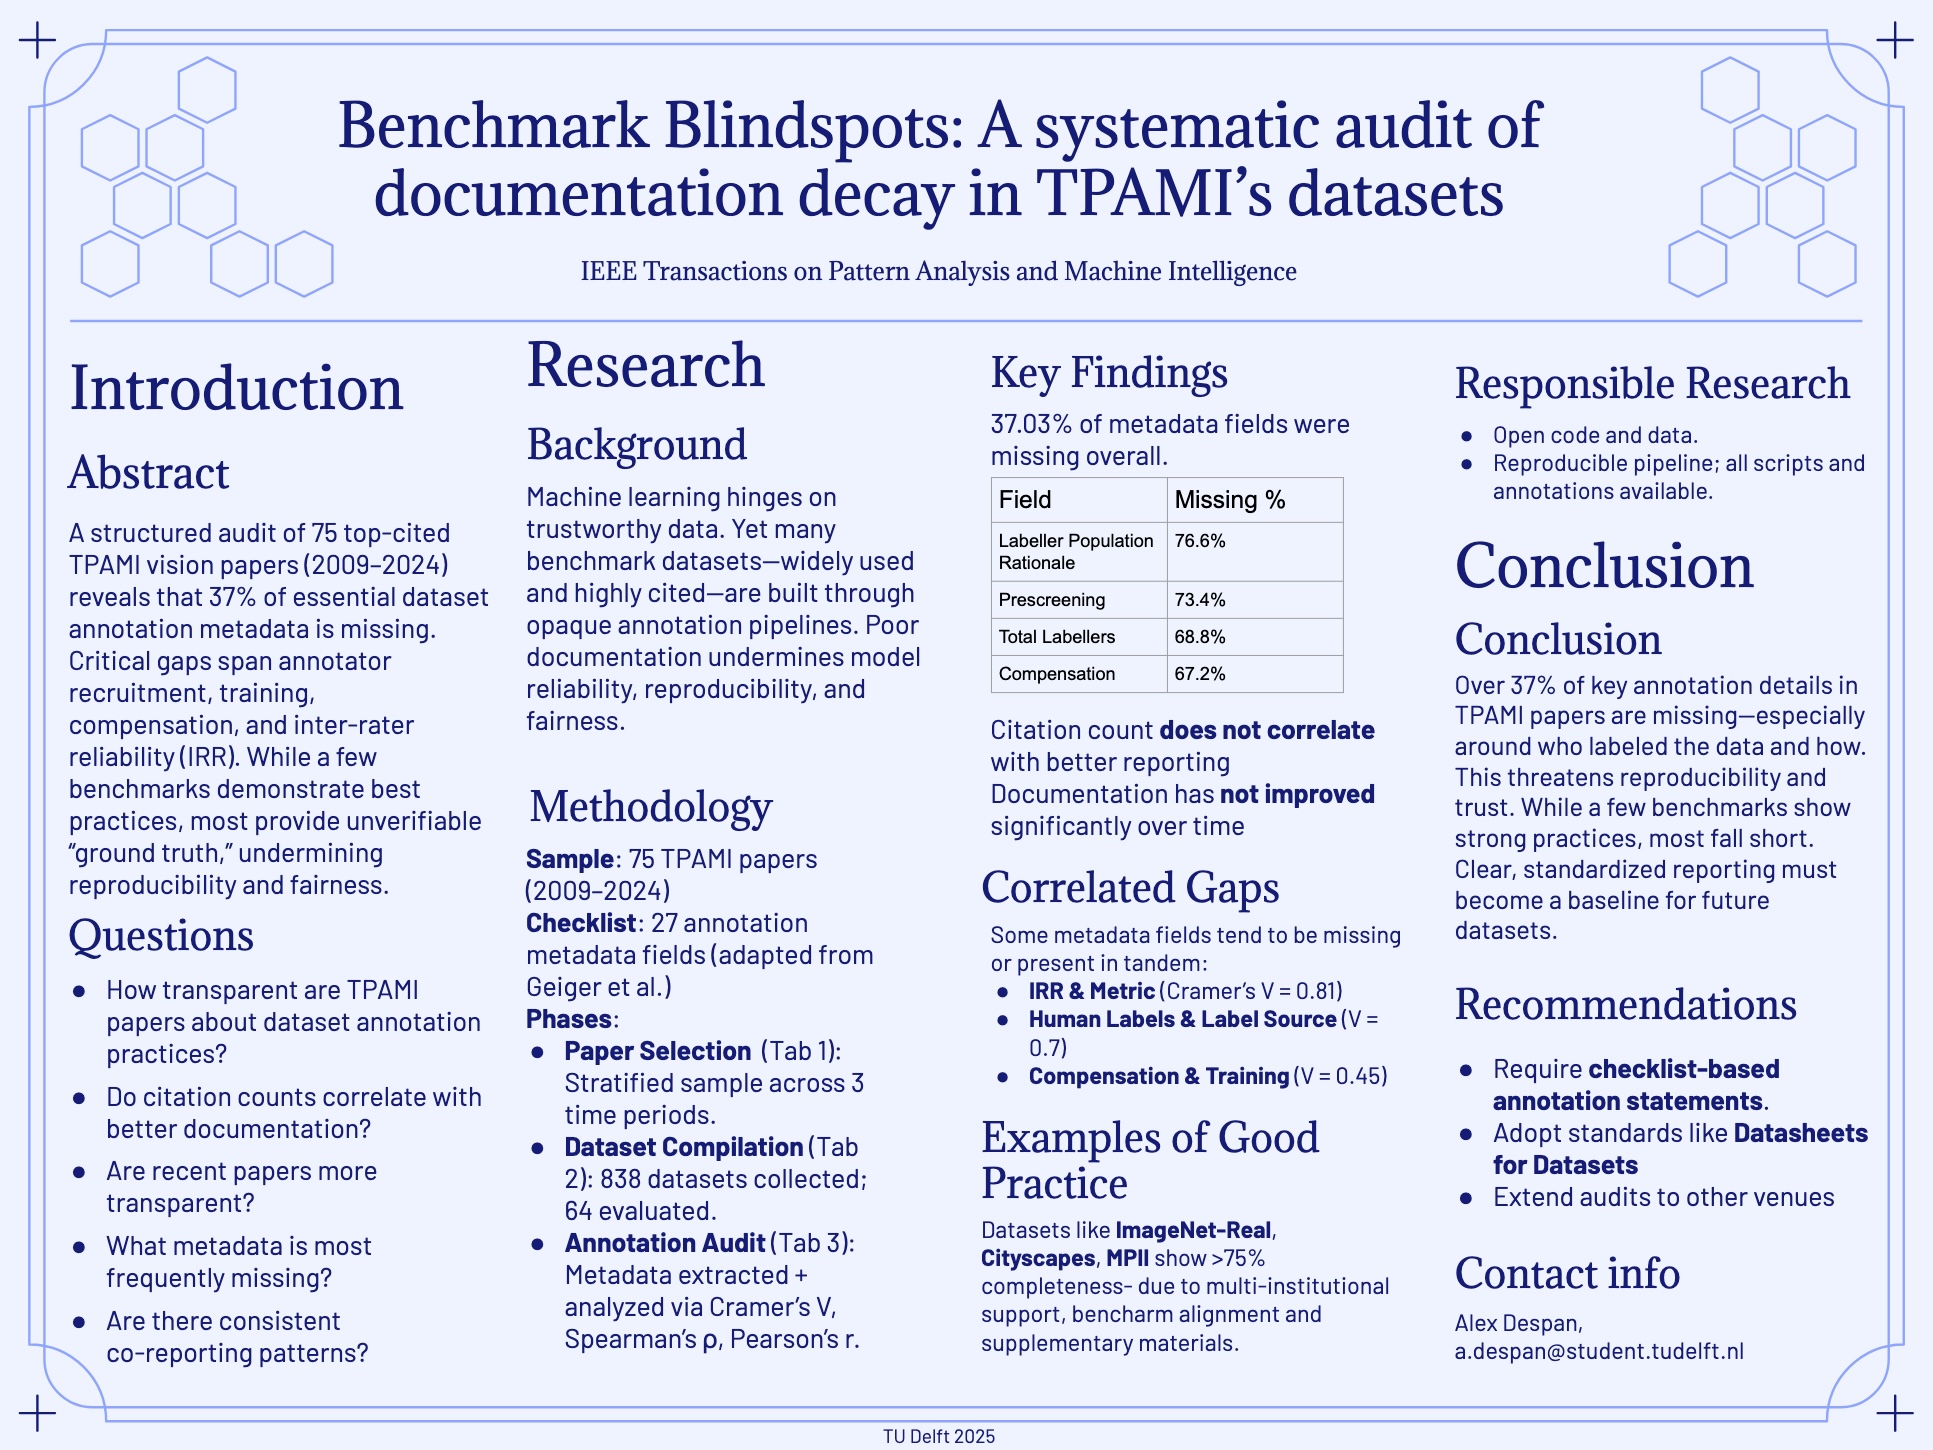 Benchmark Blindspots: A systematic audit of
documentation decay in TPAMI’s datasets
IEEE Transactions on Pattern Analysis and Machine Intelligence
Introduction
Abstract
A structured audit of 75 top-cited
TPAMI vision papers (2009–2024)
reveals that 37% of essential dataset
annotation metadata is missing.
Critical gaps span annotator
recruitment, training,
compensation, and inter-rater
reliability (IRR). While a few
benchmarks demonstrate best
practices, most provide unverifiable
“ground truth,” undermining
reproducibility and fairness.
Questions
● How transparent are TPAMI
papers about dataset annotation
practices?
● Do citation counts correlate with
better documentation?
● Are recent papers more
transparent?
● What metadata is most
frequently missing?
● Are there consistent
co-reporting patterns?
Research
Background
Machine learning hinges on
trustworthy data. Yet many
benchmark datasets—widely used
and highly cited—are built through
opaque annotation pipelines. Poor
documentation undermines model
reliability, reproducibility, and
fairness.
Methodology
Sample: 75 TPAMI papers
(2009–2024)
Checklist: 27 annotation
metadata fields (adapted from
Geiger et al.)
Phases:
● Paper Selection (Tab 1):
Stratified sample across 3
time periods.
● Dataset Compilation (Tab
2): 838 datasets collected;
64 evaluated.
● Annotation Audit (Tab 3):
Metadata extracted +
analyzed via Cramer’s V,
Spearman’s ρ, Pearson’s r.
Key Findings
37.03% of metadata fields were
missing overall.
Field Missing %
Labeller Population
Rationale 76.6%
Prescreening 73.4%
Total Labellers 68.8%
Compensation 67.2%
Citation count does not correlate
with better reporting
Documentation has not improved
significantly over time
Correlated Gaps
Some metadata fields tend to be missing
or present in tandem:
● IRR & Metric (Cramer’s V = 0.81)
● Human Labels & Label Source (V =
0.7)
● Compensation & Training (V = 0.45)
Examples of Good
Practice
Datasets like ImageNet-Real,
Cityscapes, MPII show >75%
completeness- due to multi-institutional
support, bencharm alignment and
supplementary materials.
Responsible Research
● Open code and data.
● Reproducible pipeline; all scripts and
annotations available.
Conclusion
Conclusion
Over 37% of key annotation details in
TPAMI papers are missing—especially
around who labeled the data and how.
This threatens reproducibility and
trust. While a few benchmarks show
strong practices, most fall short.
Clear, standardized reporting must
become a baseline for future
datasets.
Recommendations
● Require checklist-based
annotation statements.
● Adopt standards like Datasheets
for Datasets
● Extend audits to other venues
Contact info
Alex Despan,
a.despan@student.tudelft.nl
TU Delft 2025